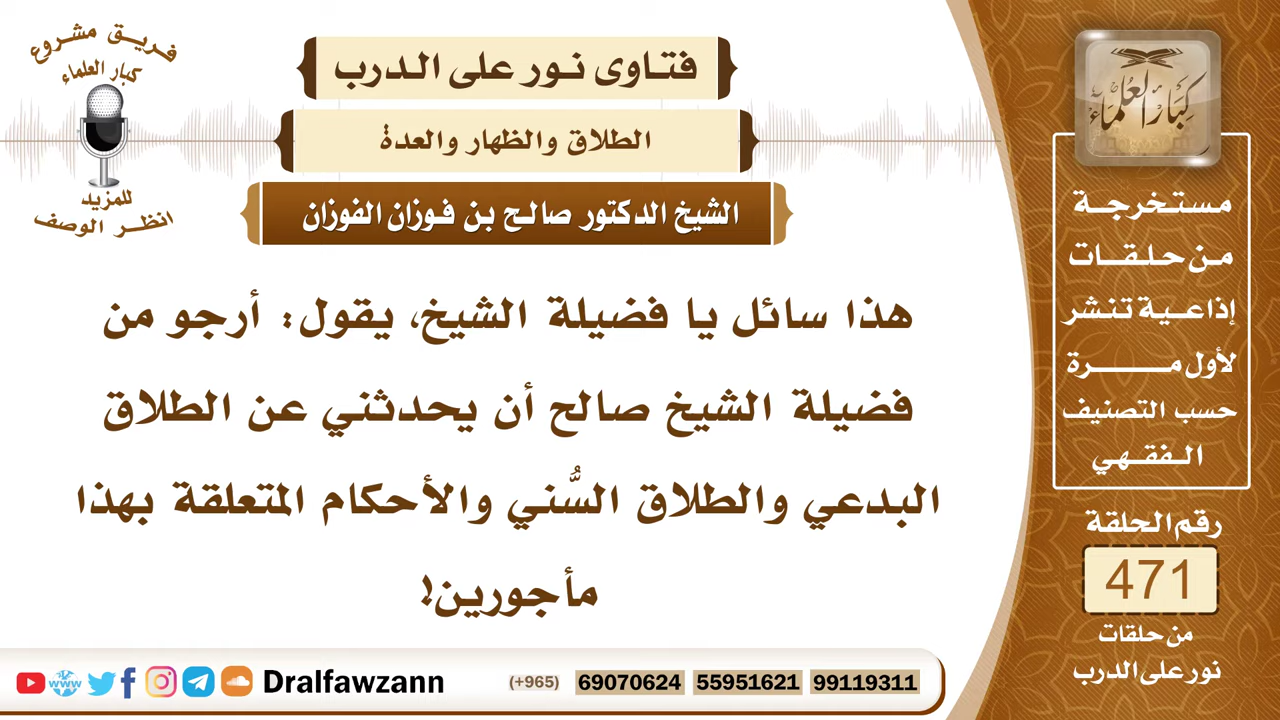 فريق مشروع
كبار العلماء
للمزيد
انظر الوصف
فتاوى نور على الدرب
الطلاق والظهار والعدة
الشيخ الدكتور صالح بن فوزان الفوزان
هذا سائل يا فضيلة الشيخ، يقول: أرجو من
فضيلة الشيخ صالح أن يحدثني عن الطلاق
البدعي والطلاق السُّني والأحكام المتعلقة بهذا
مأجورين!
كبار العلماء
مستخرجة
من حلقات
إذاعية تنشر
لأول مرة
حسب التصنيف
الفقهي
رقم الحلقة
471
من حلقات
نور على الدرب
www
Dralfawzann
(+965) 69070624 55951621 99119311